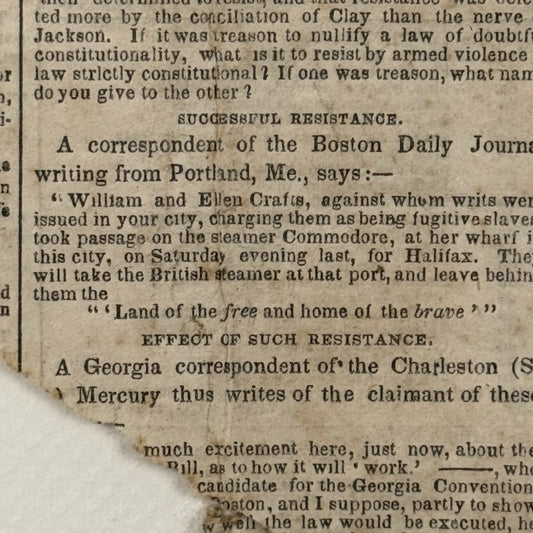 ted more by the conciliation of Clay than the nerve
Jackson. If it was treason to nullify a law of doubtf
constitutionality, what is it to resist by armed violence
law strictly constitutional? If one was treason, what nam
do you give to the other?
SUCCESSFUL RESISTANCE.
A correspondent of the Boston Daily Journa
writing from Portland, Me., says:—
"William and Ellen Crafts, against whom writs wer
issued in your city, charging them as being fugitive slaves
took passage on the steamer Commodore, at her wharf i
this city, on Saturday evening last, for Halifax. They
will take the British steamer at that port, and leave behin
them the
"'Land of the free and home of the brave'"
EFFECT OF SUCH RESISTANCE.
A Georgia correspondent of the Charleston (S
) Mercury thus writes of the claimant of these
much excitement here, just now, about the
Bill, as to how it will 'work.' ———, who
candidate for the Georgia Convention
Boston, and I suppose, partly to show
well the law would be executed, he